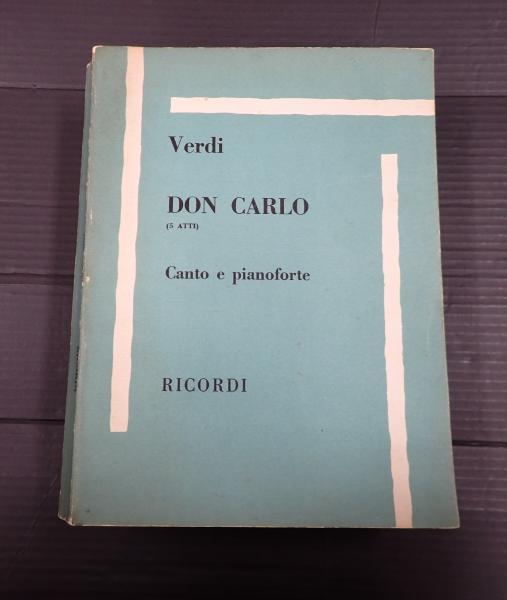 Verdi
DON CARLO
(5 ATTI)
Canto e pianoforte
RICORDI